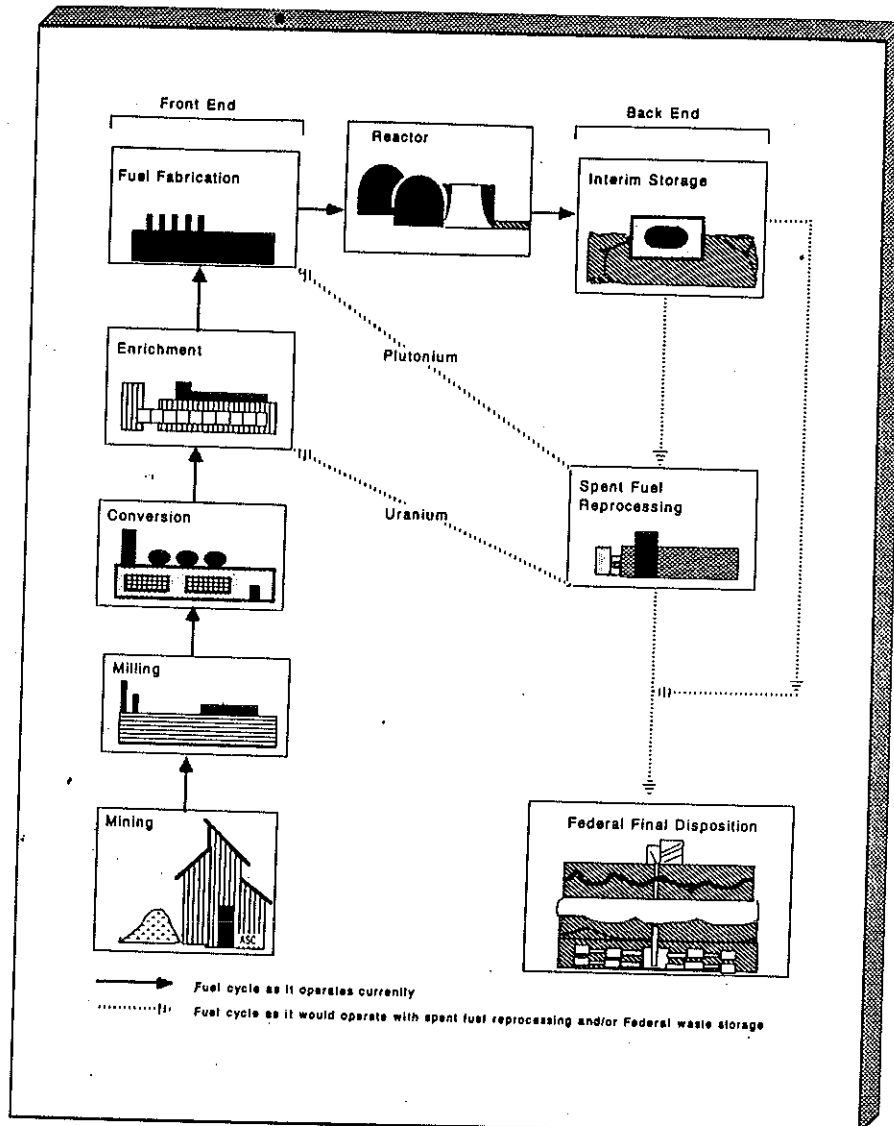 Front End
Back End
Reactor
Fuel Fabrication
Interim Storage
Enrichment
Plutonium
Spent Fuel
Reprocessing
Conversion
Uranium
Milling
Mining
ASC
Federal Final Disposition
Fuel cycle as it operates currently
Fuel cycle as it would operate with spent fuel reprocessing and/or Federal waste storage